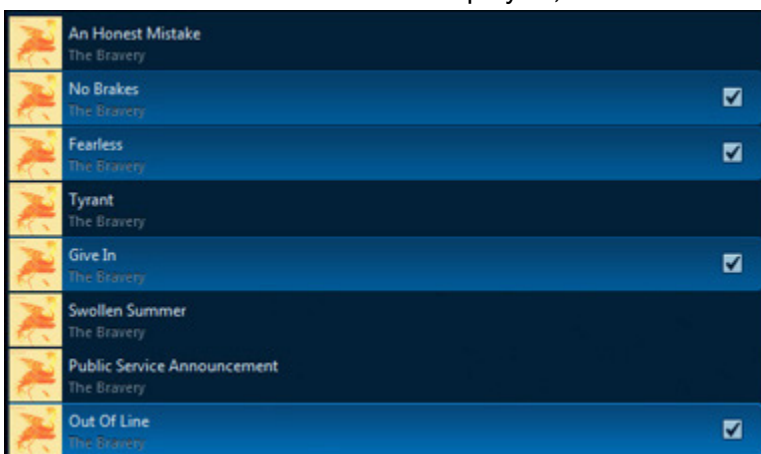 An Honest Mistake
The Bravery
No Brakes
The Bravery
Fearless
The Bravery
Tyrant
The Bravery
Give In
The Bravery
Swollen Summer
The Bravery
Public Service Announcement
The Bravery
Out Of Line
The Bravery